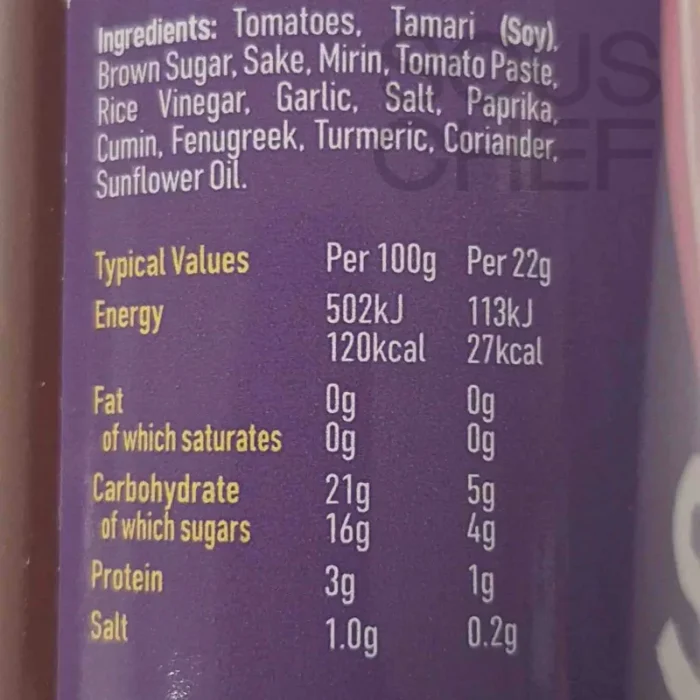 Ingredients: Tomatoes, Tamari (Soy),
Brown Sugar, Sake, Mirin, Tomato Paste,
Rice Vinegar, Garlic, Salt, Paprika,
Cumin, Fenugreek, Turmeric, Coriander,
Sunflower Oil.
SOUS
CHEF
Typical Values Per 100g Per 22g
Energy 502kJ 113kJ
120kcal 27kcal
Fat 0g 0g
of which saturates 0g 0g
Carbohydrate 21g 5g
of which sugars 16g 4g
Protein 3g 1g
Salt 1.0g 0.2g